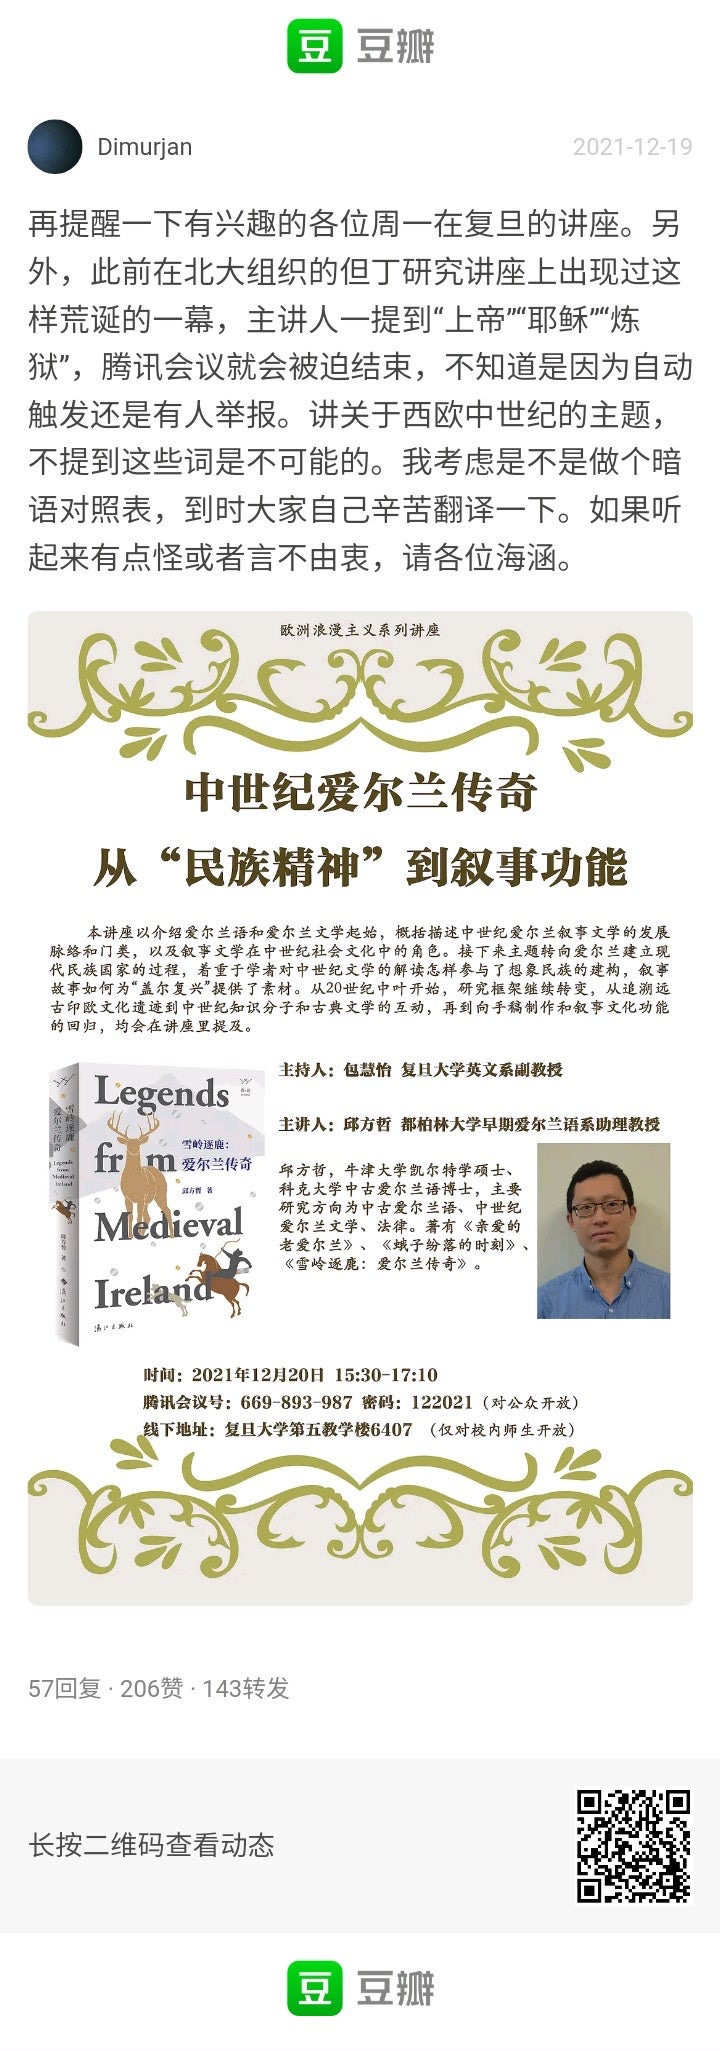 豆 豆瓣
Dimurjan 2021-12-19
再提醒一下有兴趣的各位周一在复旦的讲座。另
外，此前在北大组织的但丁研究讲座上出现过这
样荒诞的一幕，主讲人一提到“上帝”“耶稣”“炼
狱”，腾讯会议就会被迫结束，不知道是因为自动
触发还是有人举报。讲关于西欧中世纪的主题，
不提到这些词是不可能的。我考虑是不是做个暗
语对照表，到时大家自己辛苦翻译一下。如果听
起来有点怪或者言不由衷，请各位海涵。
欧洲浪漫主义系列讲座
中世纪爱尔兰传奇
从“民族精神”到叙事功能
本讲座以介绍爱尔兰语和爱尔兰文学起始，概括描述中世纪爱尔兰叙事文学的发展
脉络和门类，以及叙事文学在中世纪社会文化中的角色。接下来主题转向爱尔兰建立现
代民族国家的过程，着重于学者对中世纪文学的解读怎样参与了想象民族的建构，叙事
故事如何为“盖尔复兴”提供了素材。从20世纪中叶开始，研究框架继续转变，从追溯远
古印欧文化遗迹到中世纪知识分子和古典文学的互动，再到向手稿制作和叙事文化功能
的回归，均会在讲座里提及。
主持人：包慧怡 复旦大学英文系副教授
主讲人：邱方哲 都柏林大学早期爱尔兰语系助理教授
邱方哲，牛津大学凯尔特学硕士、
科克大学中古爱尔兰语博士，主要
研究方向为中古爱尔兰语、中世纪
爱尔兰文学、法律。著有《亲爱的
老爱尔兰》、《蛾子纷落的时刻》、
《雪岭逐鹿：爱尔兰传奇》。
Legends
from
Medieval
Ireland
雪岭逐鹿：
爱尔兰传奇
邱方哲 著
漓江出版社
雪岭逐鹿
爱尔兰传奇
Legends
from
Medieval
Ireland
邱方哲 著
时间：2021年12月20日 15:30-17:10
腾讯会议号：669-893-987 密码：122021（对公众开放）
线下地址：复旦大学第五教学楼6407 （仅对校内师生开放）
57回复 · 206赞 · 143转发
长按二维码查看动态
豆 豆瓣